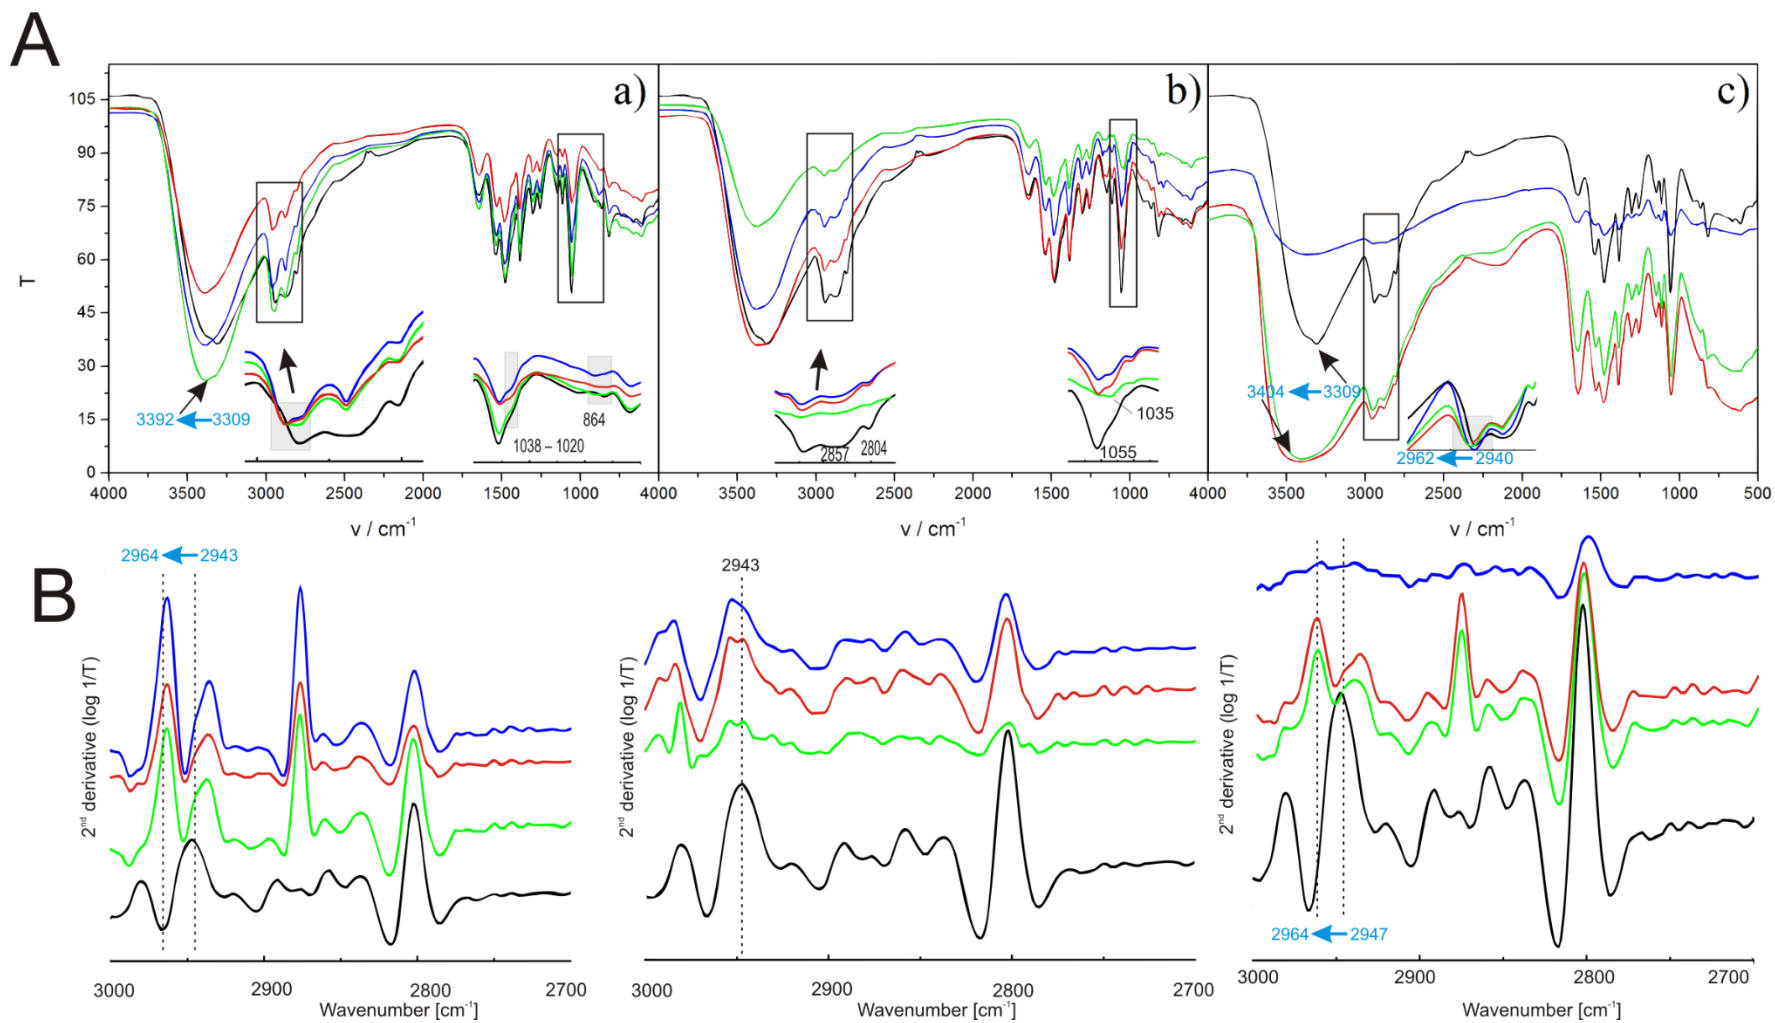 A
a)
b)
c)
105
90
75
60
45
30
15
0
T
3392 3309
1038 – 1020
864
2857
2804
1035
1055
3404 3309
2962 2940
4000 3500 3000 2500 2000 1500 1000 4000 3500 3000 2500 2000 1500 1000 4000 3500 3000 2500 2000 1500 1000 500
ν / cm-1
ν / cm-1
ν / cm-1
B
2964 2943
2943
2964 2947
2nd derivative (log 1/T)
2nd derivative (log 1/T)
2nd derivative (log 1/T)
3000 2900 2800 2700
3000 2900 2800 2700
3000 2900 2800 2700
Wavenumber [cm-1]
Wavenumber [cm-1]
Wavenumber [cm-1]